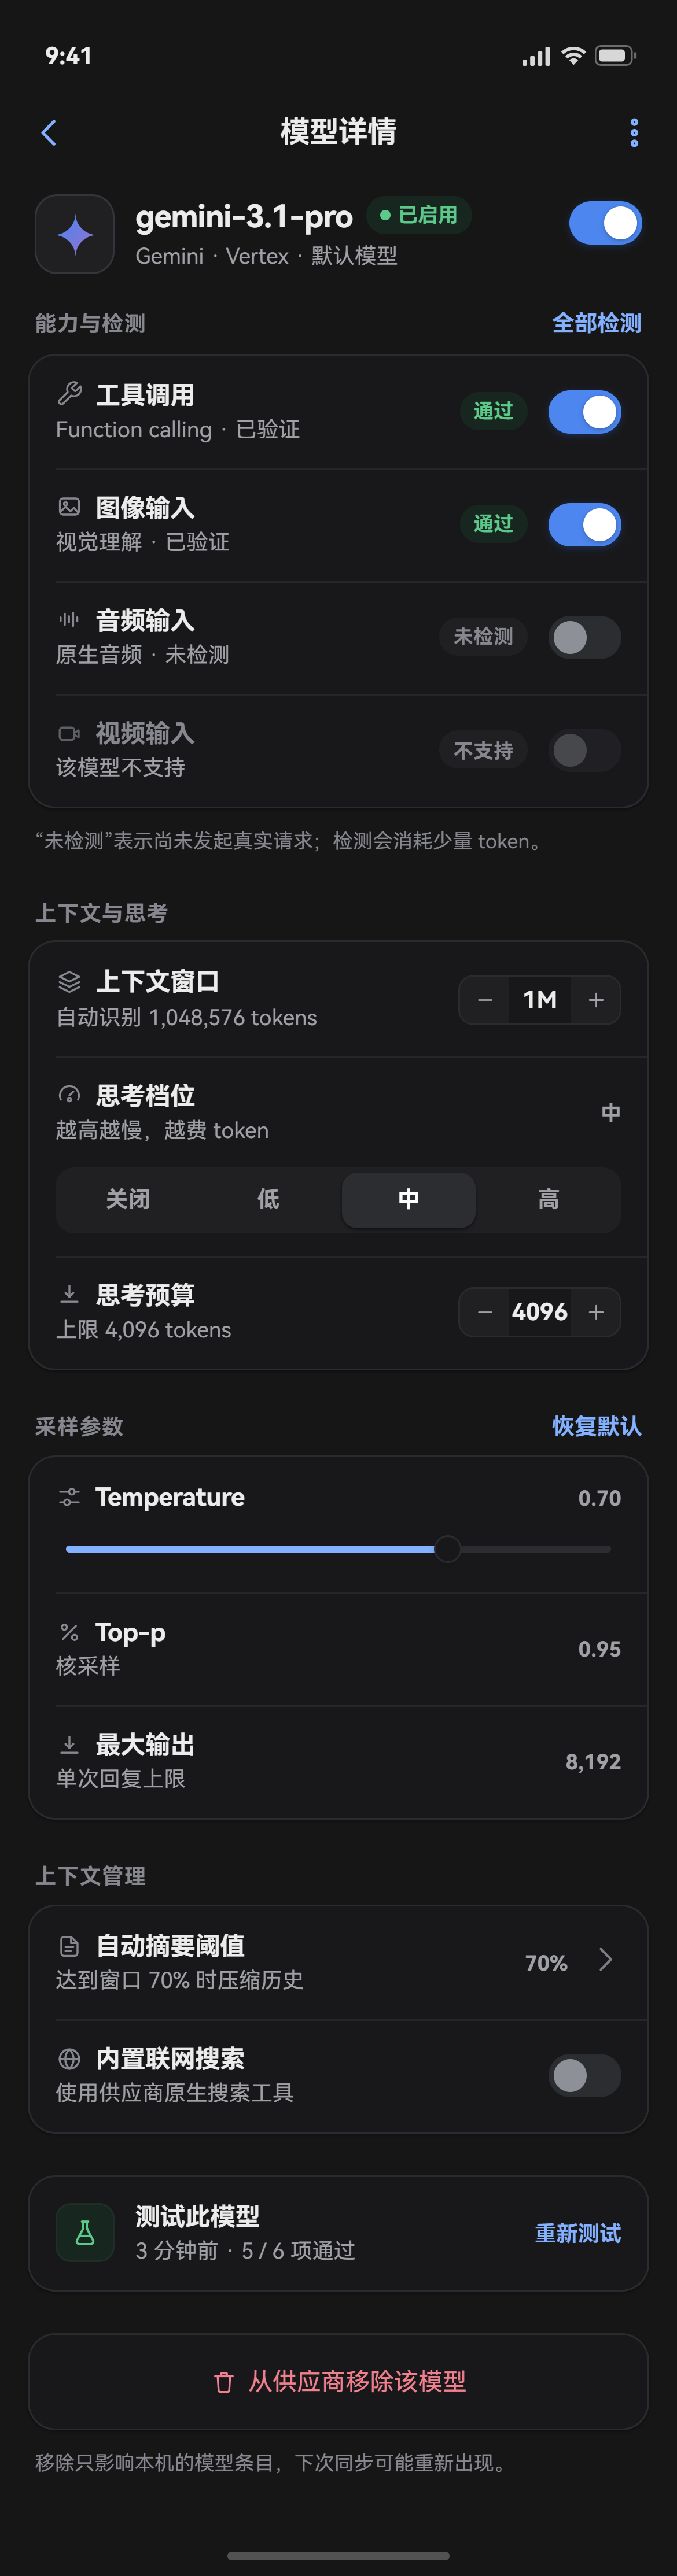 9:41
模型详情
gemini-3.1-pro 已启用
Gemini · Vertex · 默认模型
能力与检测 全部检测
工具调用
Function calling · 已验证 通过
图像输入
视觉理解 · 已验证 通过
音频输入
原生音频 · 未检测 未检测
视频输入
该模型不支持 不支持
“未检测”表示尚未发起真实请求；检测会消耗少量 token。
上下文与思考
上下文窗口
自动识别 1,048,576 tokens − 1M +
思考档位
越高越慢，越费 token 中
关闭 低 中 高
思考预算
上限 4,096 tokens − 4096 +
采样参数 恢复默认
Temperature 0.70
Top-p
核采样 0.95
最大输出
单次回复上限 8,192
上下文管理
自动摘要阈值
达到窗口 70% 时压缩历史 70%
内置联网搜索
使用供应商原生搜索工具
测试此模型
3 分钟前 · 5 / 6 项通过 重新测试
从供应商移除该模型
移除只影响本机的模型条目，下次同步可能重新出现。